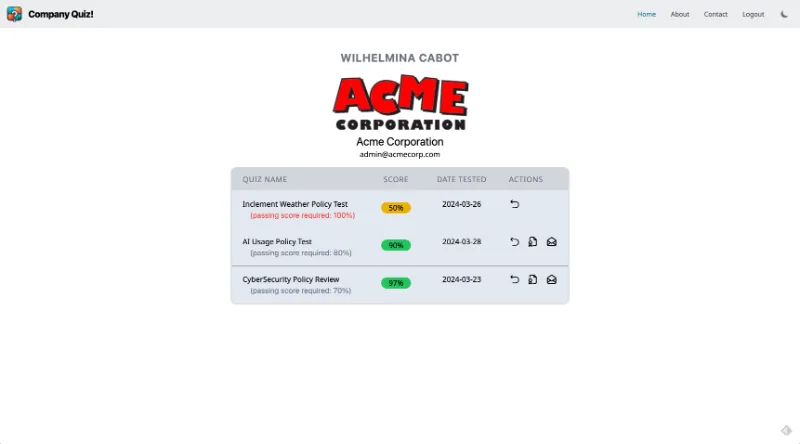 Company Quiz!
Home About Contact Logout
WILHELMINA CABOT
ACME
CORPORATION
Acme Corporation
admin@acmecorp.com
QUIZ NAME SCORE DATE TESTED ACTIONS
Inclement Weather Policy Test 50% 2024-03-26
(passing score required: 100%)
AI Usage Policy Test 90% 2024-03-28
(passing score required: 80%)
CyberSecurity Policy Review 97% 2024-03-23
(passing score required: 70%)